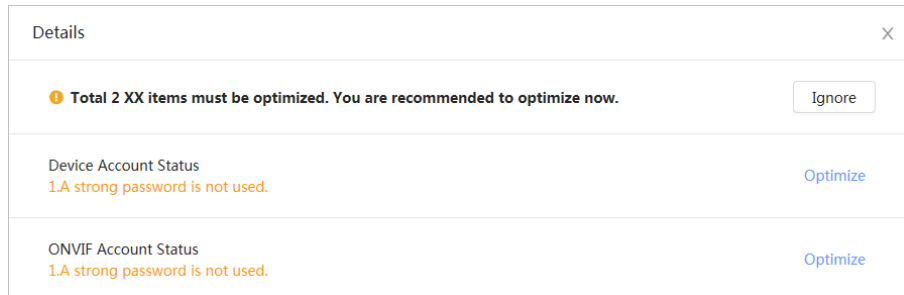 Details
Total 2 XX items must be optimized. You are recommended to optimize now.
Ignore
Device Account Status
1.A strong password is not used.
Optimize
ONVIF Account Status
1.A strong password is not used.
Optimize